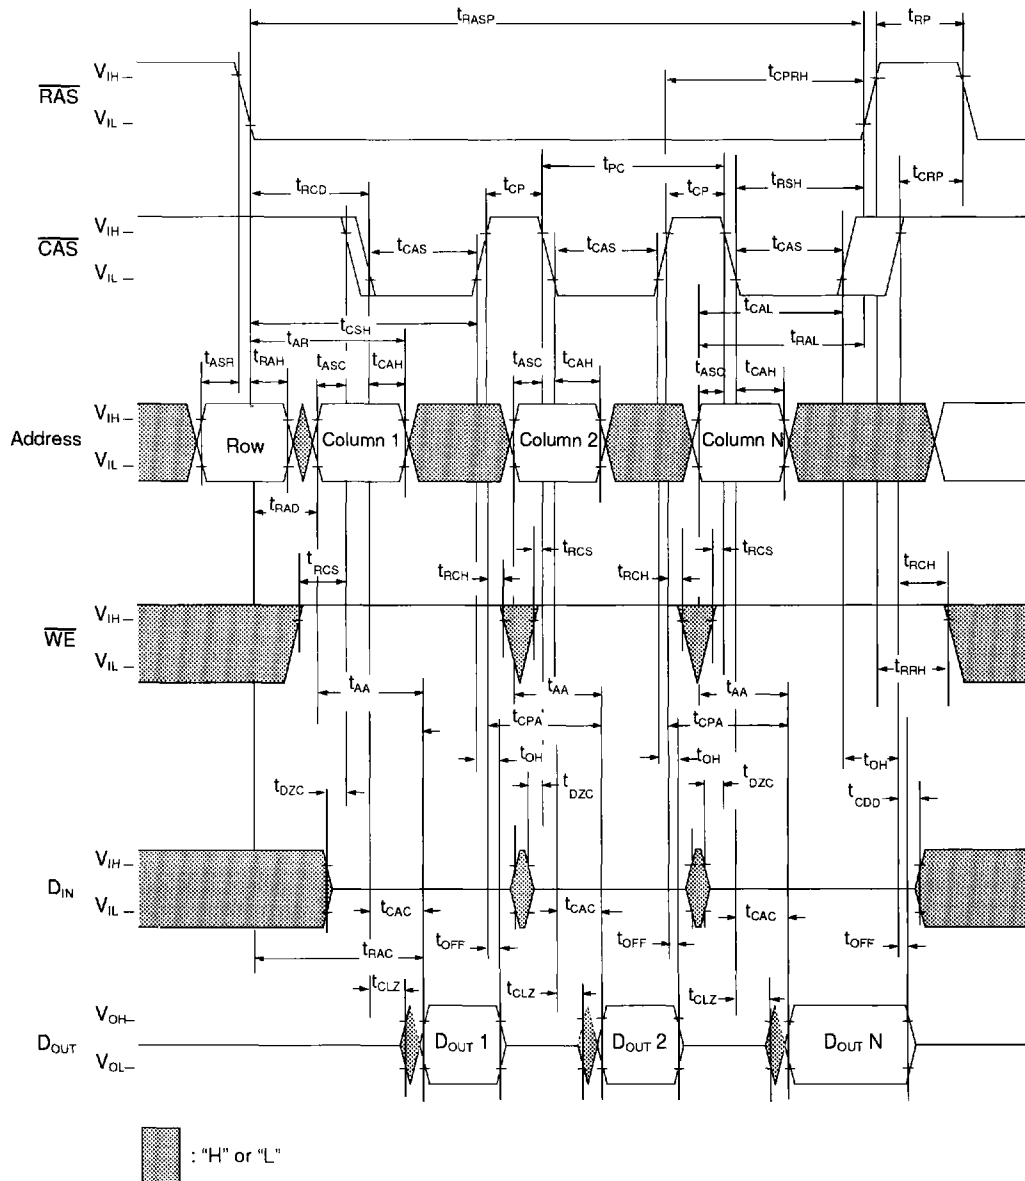 tRASP
tRP
VIH
RAS
VIL
tCPRH
tRCD
tCP
tPC
tCP
tRSH
tCRP
VIH
CAS
VIL
tCAS
tCAS
tCAS
tCSH
tCAL
tAR
tRAL
tASR
tRAH
tASC
tCAH
tASC
tCAH
tASC
tCAH
VIH
Address
VIL
Row
Column 1
Column 2
Column N
tRAD
tRCS
tRCH
tRCS
tRCH
tRCS
tRCH
VIH
WE
VIL
tRRH
tAA
tAA
tAA
tCPA
tCPA
tOH
tOH
tOH
tDZC
tDZC
tDZC
tCDD
VIH
DIN
VIL
tCAC
tCAC
tCAC
tRAC
tOFF
tOFF
tOFF
tCLZ
tCLZ
tCLZ
VOH
DOUT
VOL
DOUT 1
DOUT 2
DOUT N
: "H" or "L"